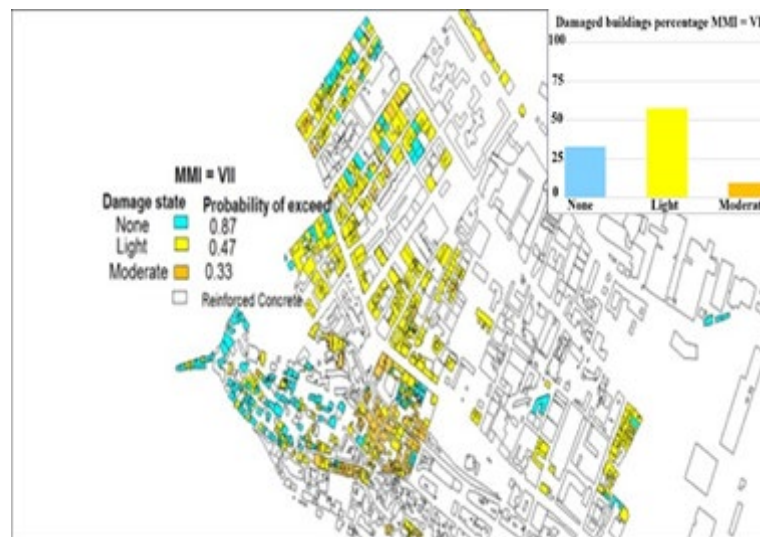 Damaged buildings percentage MMI = VI
100
75
50
25
0
None Light Moderat
MMI = VII
Damage state Probability of exceed
None 0.87
Light 0.47
Moderate 0.33
Reinforced Concrete